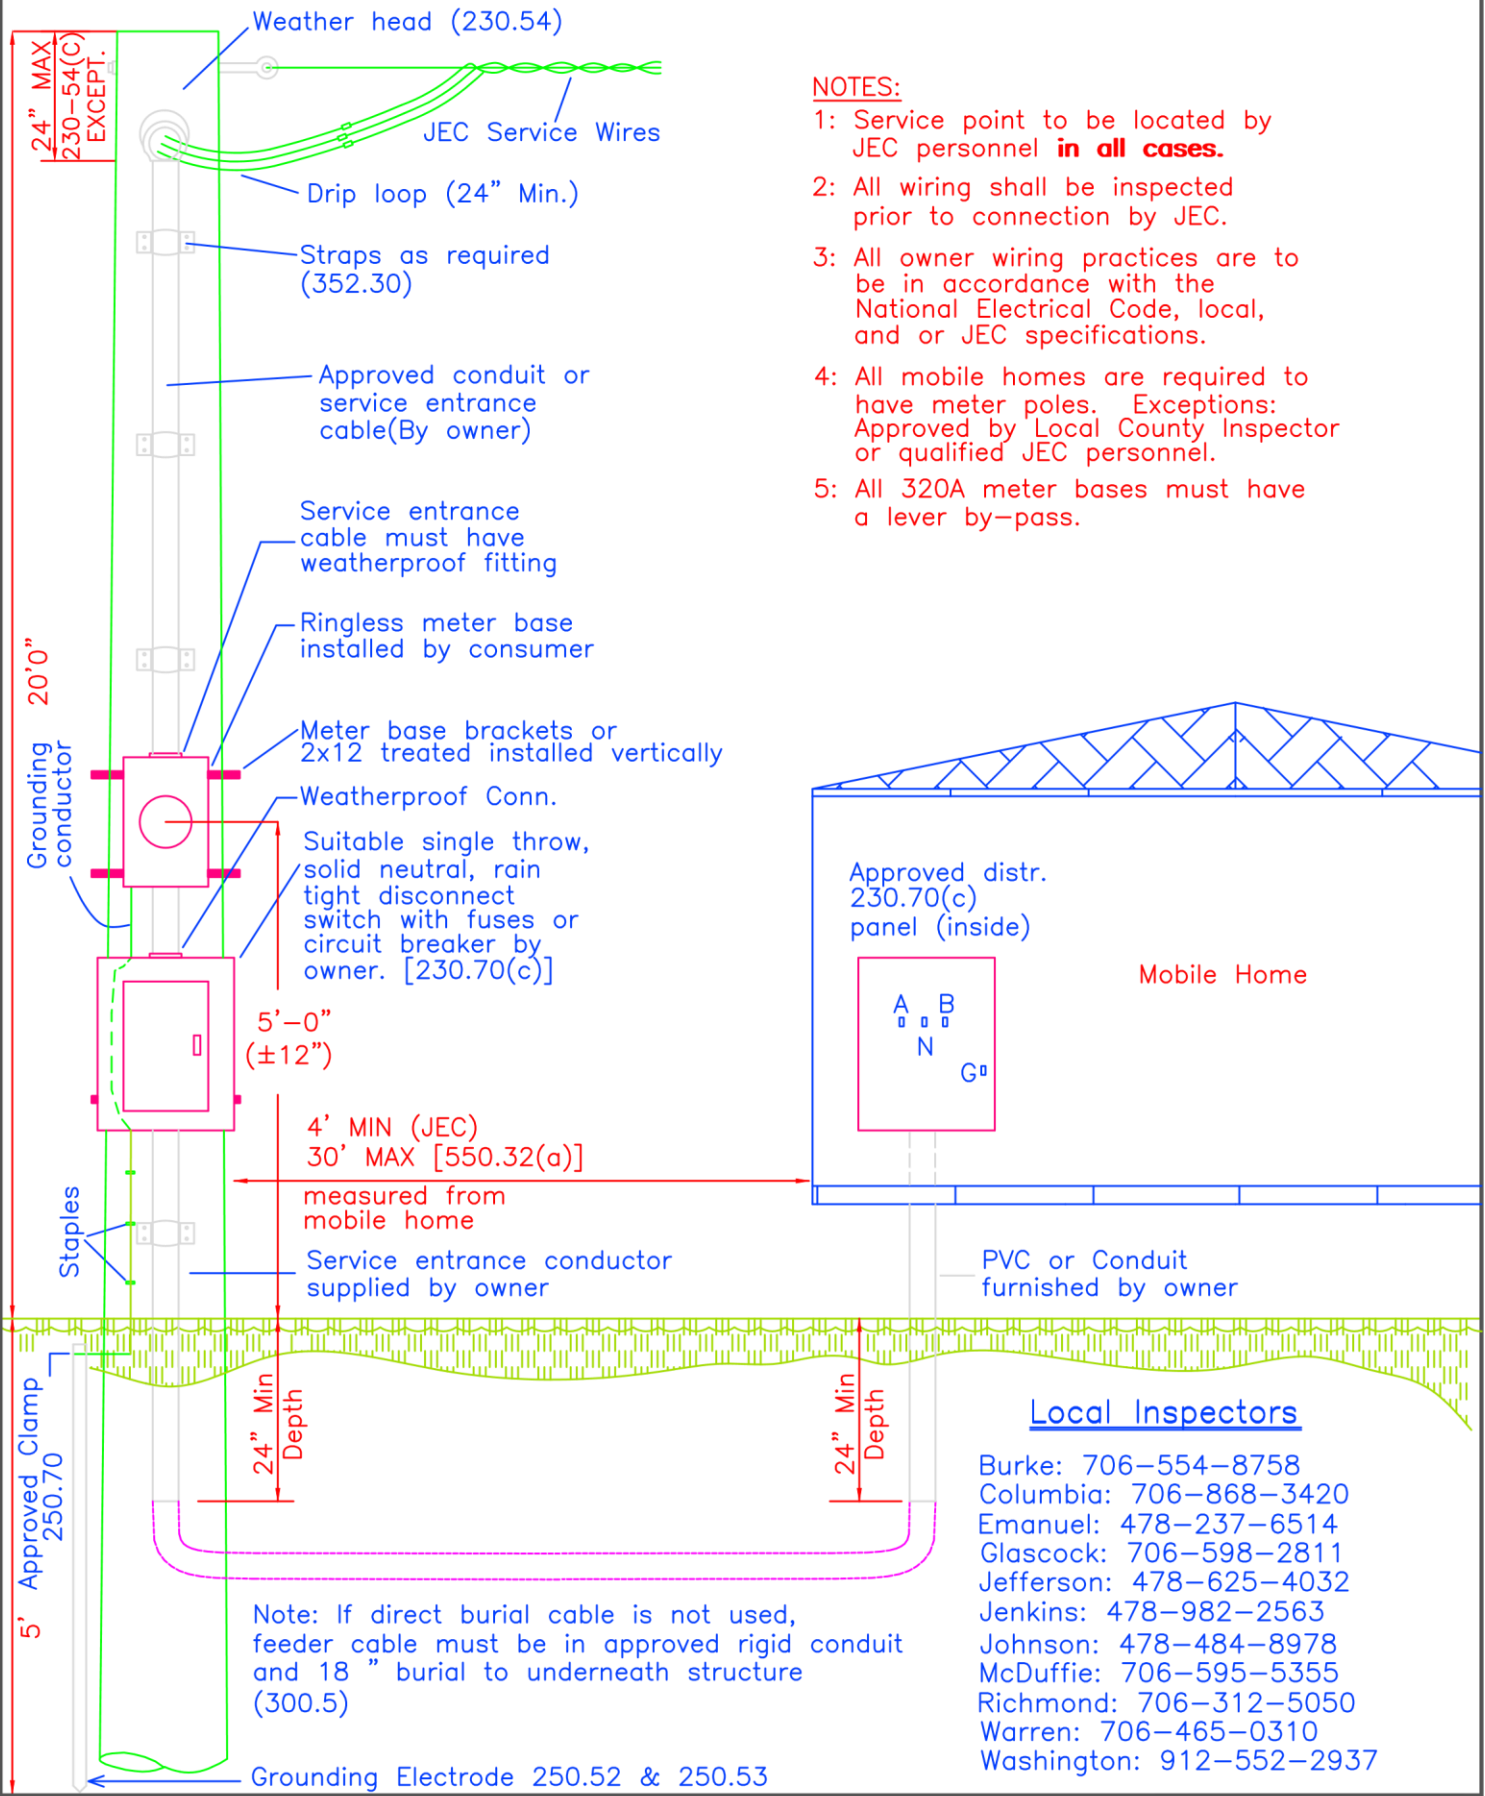 Weather head (230.54)
24" MAX
230-54(C)
EXCEPT.
JEC Service Wires
Drip loop (24" Min.)
Straps as required
(352.30)
Approved conduit or
service entrance
cable(By owner)
Service entrance
cable must have
weatherproof fitting
Ringless meter base
installed by consumer
20'0"
Meter base brackets or
2x12 treated installed vertically
Grounding
conductor
Weatherproof Conn.
Suitable single throw,
solid neutral, rain
tight disconnect
switch with fuses or
circuit breaker by
owner. [230.70(c)]
5'-0"
(±12")
4' MIN (JEC)
30' MAX [550.32(a)]
measured from
mobile home
Staples
Service entrance conductor
supplied by owner
NOTES:
1: Service point to be located by
JEC personnel in all cases.
2: All wiring shall be inspected
prior to connection by JEC.
3: All owner wiring practices are to
be in accordance with the
National Electrical Code, local,
and or JEC specifications.
4: All mobile homes are required to
have meter poles. Exceptions:
Approved by Local County Inspector
or qualified JEC personnel.
5: All 320A meter bases must have
a lever by-pass.
Approved distr.
230.70(c)
panel (inside)
Mobile Home
A B
N
G
PVC or Conduit
furnished by owner
24" Min
Depth
24" Min
Depth
Approved Clamp
250.70
5'
Note: If direct burial cable is not used,
feeder cable must be in approved rigid conduit
and 18 " burial to underneath structure
(300.5)
Grounding Electrode 250.52 & 250.53
Local Inspectors
Burke: 706-554-8758
Columbia: 706-868-3420
Emanuel: 478-237-6514
Glascock: 706-598-2811
Jefferson: 478-625-4032
Jenkins: 478-982-2563
Johnson: 478-484-8978
McDuffie: 706-595-5355
Richmond: 706-312-5050
Warren: 706-465-0310
Washington: 912-552-2937